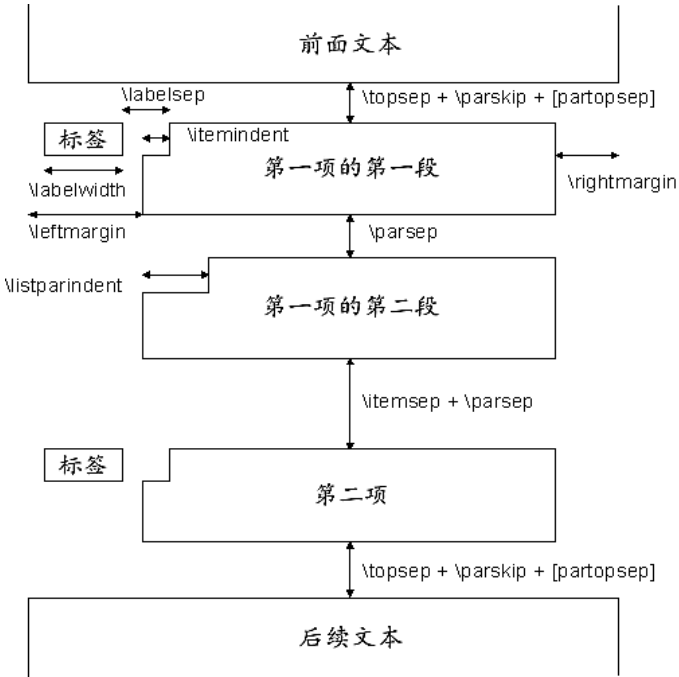 前面文本
\labelsep
\topsep + \parskip + [partopsep]
标签
\itemindent
第一项的第一段
\rightmargin
\labelwidth
\leftmargin
\parsep
\listparindent
第一项的第二段
\itemsep + \parsep
标签
第二项
\topsep + \parskip + [partopsep]
后续文本